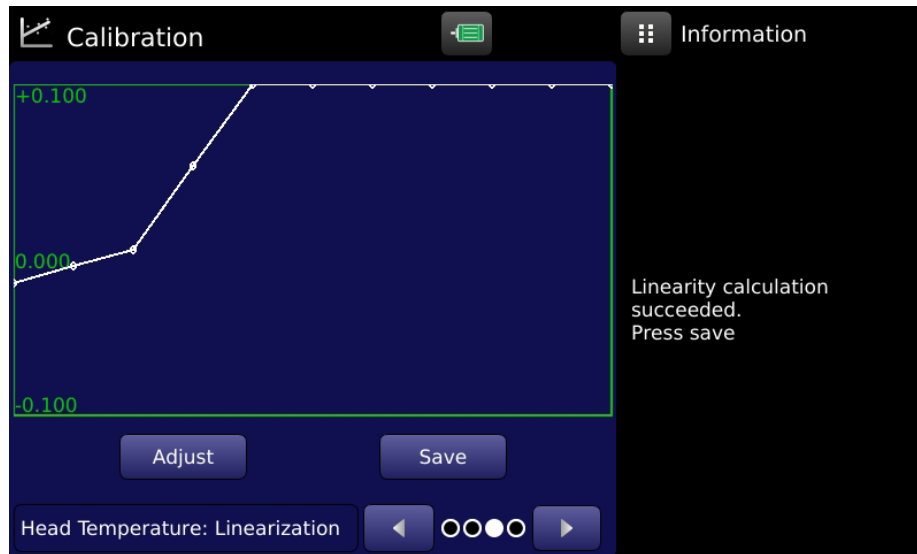 Calibration
Information
+0.100
0.000
-0.100
Linearity calculation
succeeded.
Press save
Adjust
Save
Head Temperature: Linearization